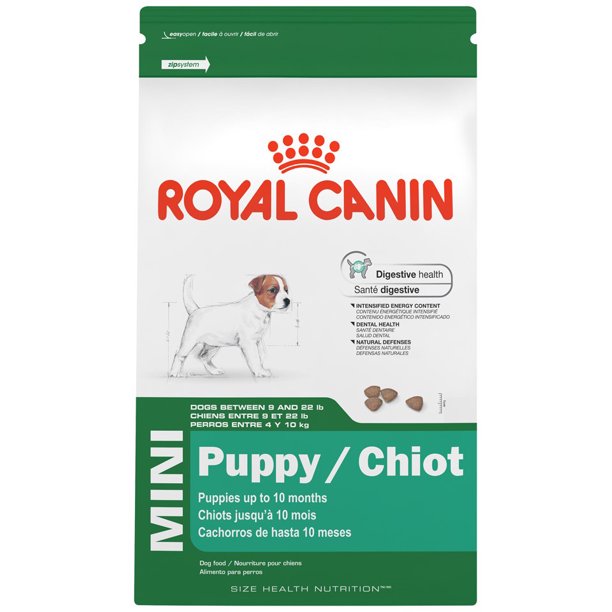 easyopen / facile à ouvrir / fácil de abrir
zipsystem
ROYAL CANIN
Digestive health
Santé digestive
INTENSIFIED ENERGY CONTENT
CONTENU ÉNERGÉTIQUE INTENSIFIÉ
CONTENIDO ENERGÉTICO INTENSIFICADO
DENTAL HEALTH
SANTÉ DENTAIRE
SALUD DENTAL
NATURAL DEFENSES
DÉFENSES NATURELLES
DEFENSAS NATURALES
DOGS BETWEEN 9 AND 22 lb
CHIENS ENTRE 9 ET 22 lb
PERROS ENTRE 4 Y 10 kg
MINI
Puppy / Chiot
Puppies up to 10 months
Chiots jusqu'à 10 mois
Cachorros de hasta 10 meses
Dog food / Nourriture pour chiens
Alimento para perros
SIZE HEALTH NUTRITION